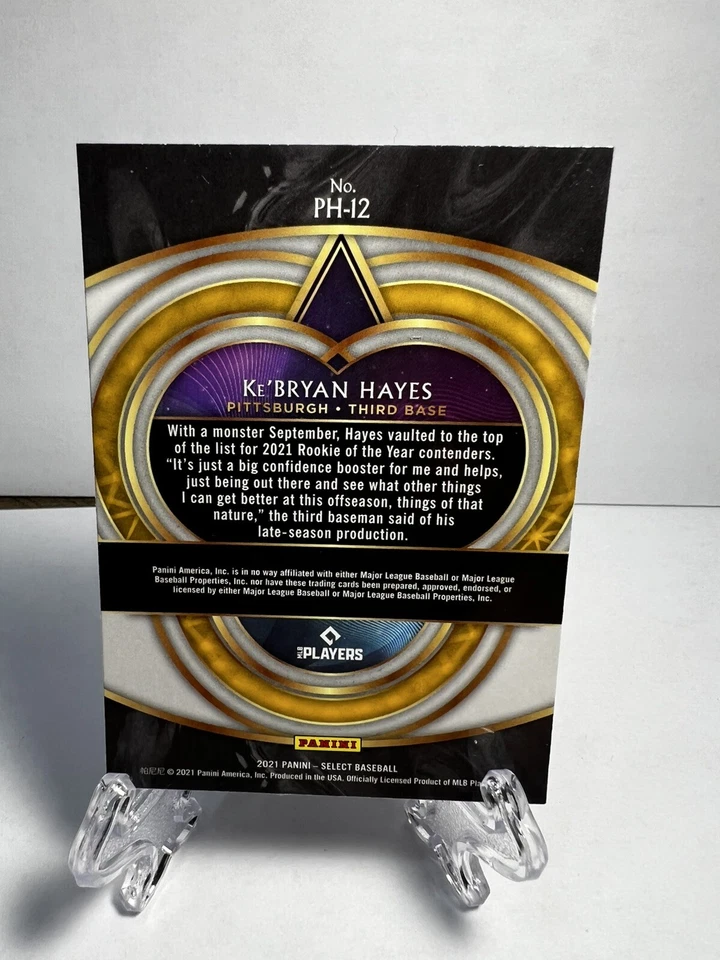 No.
PH-12
KE'BRYAN HAYES
PITTSBURGH • THIRD BASE
With a monster September, Hayes vaulted to the top
of the list for 2021 Rookie of the Year contenders.
“It’s just a big confidence booster for me and helps,
just being out there and see what other things
I can get better at this offseason, things of that
nature,” the third baseman said of his
late-season production.
Panini America, Inc. is in no way affiliated with either Major League Baseball or Major League
Baseball Properties, Inc. nor have these trading cards been prepared, approved, endorsed, or
licensed by either Major League Baseball or Major League Baseball Properties, Inc.
MLB PLAYERS
PANINI
2021 PANINI – SELECT BASEBALL
帕尼尼 © 2021 Panini America, Inc. Produced in the USA. Officially Licensed Product of MLB